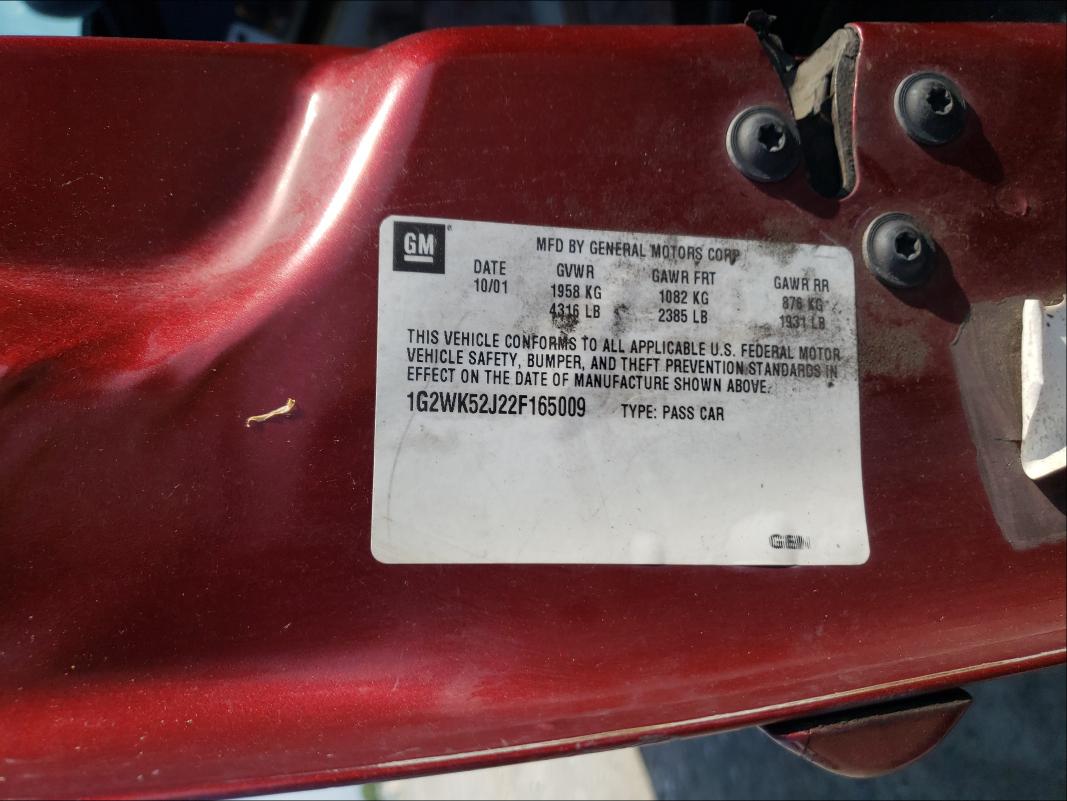 GM
MFD BY GENERAL MOTORS CORP
DATE GVWR GAWR FRT GAWR RR
10/01 1958 KG 1082 KG 876 KG
4316 LB 2385 LB 1931 LB
THIS VEHICLE CONFORMS TO ALL APPLICABLE U.S. FEDERAL MOTOR
VEHICLE SAFETY, BUMPER, AND THEFT PREVENTION STANDARDS IN
EFFECT ON THE DATE OF MANUFACTURE SHOWN ABOVE.
1G2WK52J22F165009 TYPE: PASS CAR